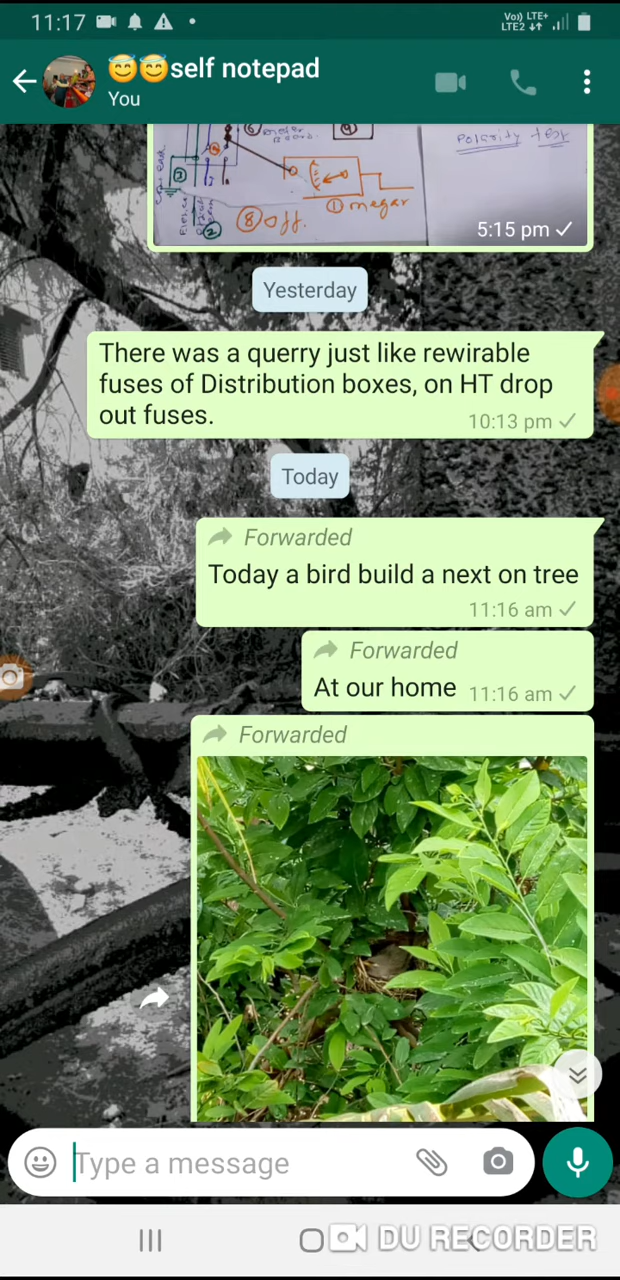 11:17
Vo)) LTE+
LTE2
😇😇self notepad
You
Polarity test
① megar
⑧ off.
5:15 pm
Yesterday
There was a querry just like rewirable
fuses of Distribution boxes, on HT drop
out fuses.
10:13 pm
Today
Forwarded
Today a bird build a next on tree
11:16 am
Forwarded
At our home
11:16 am
Forwarded
Type a message
DU RECORDER